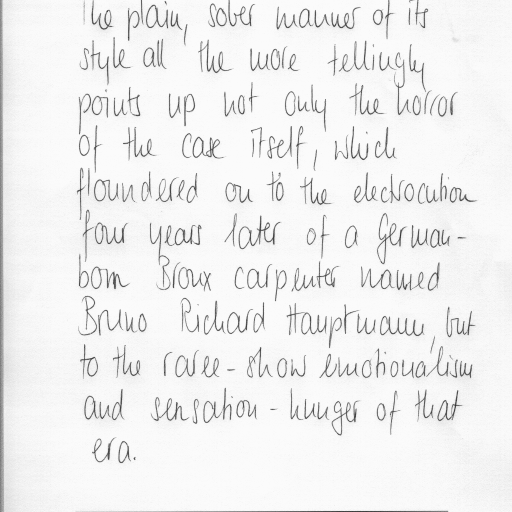 The plain, sober manner of its
style all the more tellingly
points up not only the horror
of the case itself, which
floundered on to the electrocution
four years later of a German-
born Bronx carpenter named
Bruno Richard Hauptmann, but
to the raree-show emotionalism
and sensation-hunger of that
era.